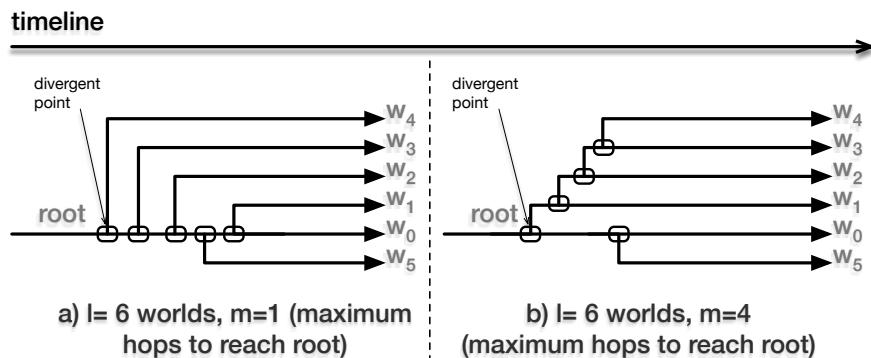 timeline
divergent
point
root
w4
w3
w2
w1
w0
w5
a) l= 6 worlds, m=1 (maximum
hops to reach root)
divergent
point
root
w4
w3
w2
w1
w0
w5
b) l= 6 worlds, m=4
(maximum hops to reach root)